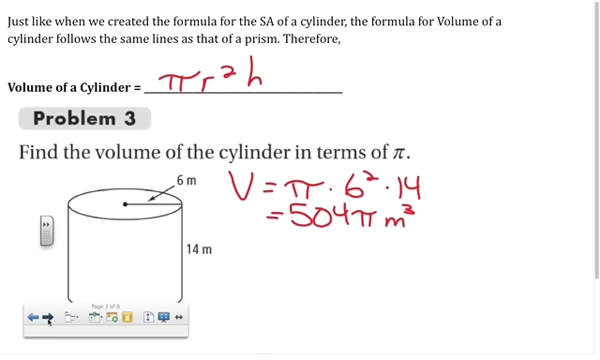 Just like when we created the formula for the SA of a cylinder, the formula for Volume of a
cylinder follows the same lines as that of a prism. Therefore,
Volume of a Cylinder = πr²h
Problem 3
Find the volume of the cylinder in terms of π.
6 m
V = π · 6² · 14
= 504π m³
14 m
Page 3 of 6